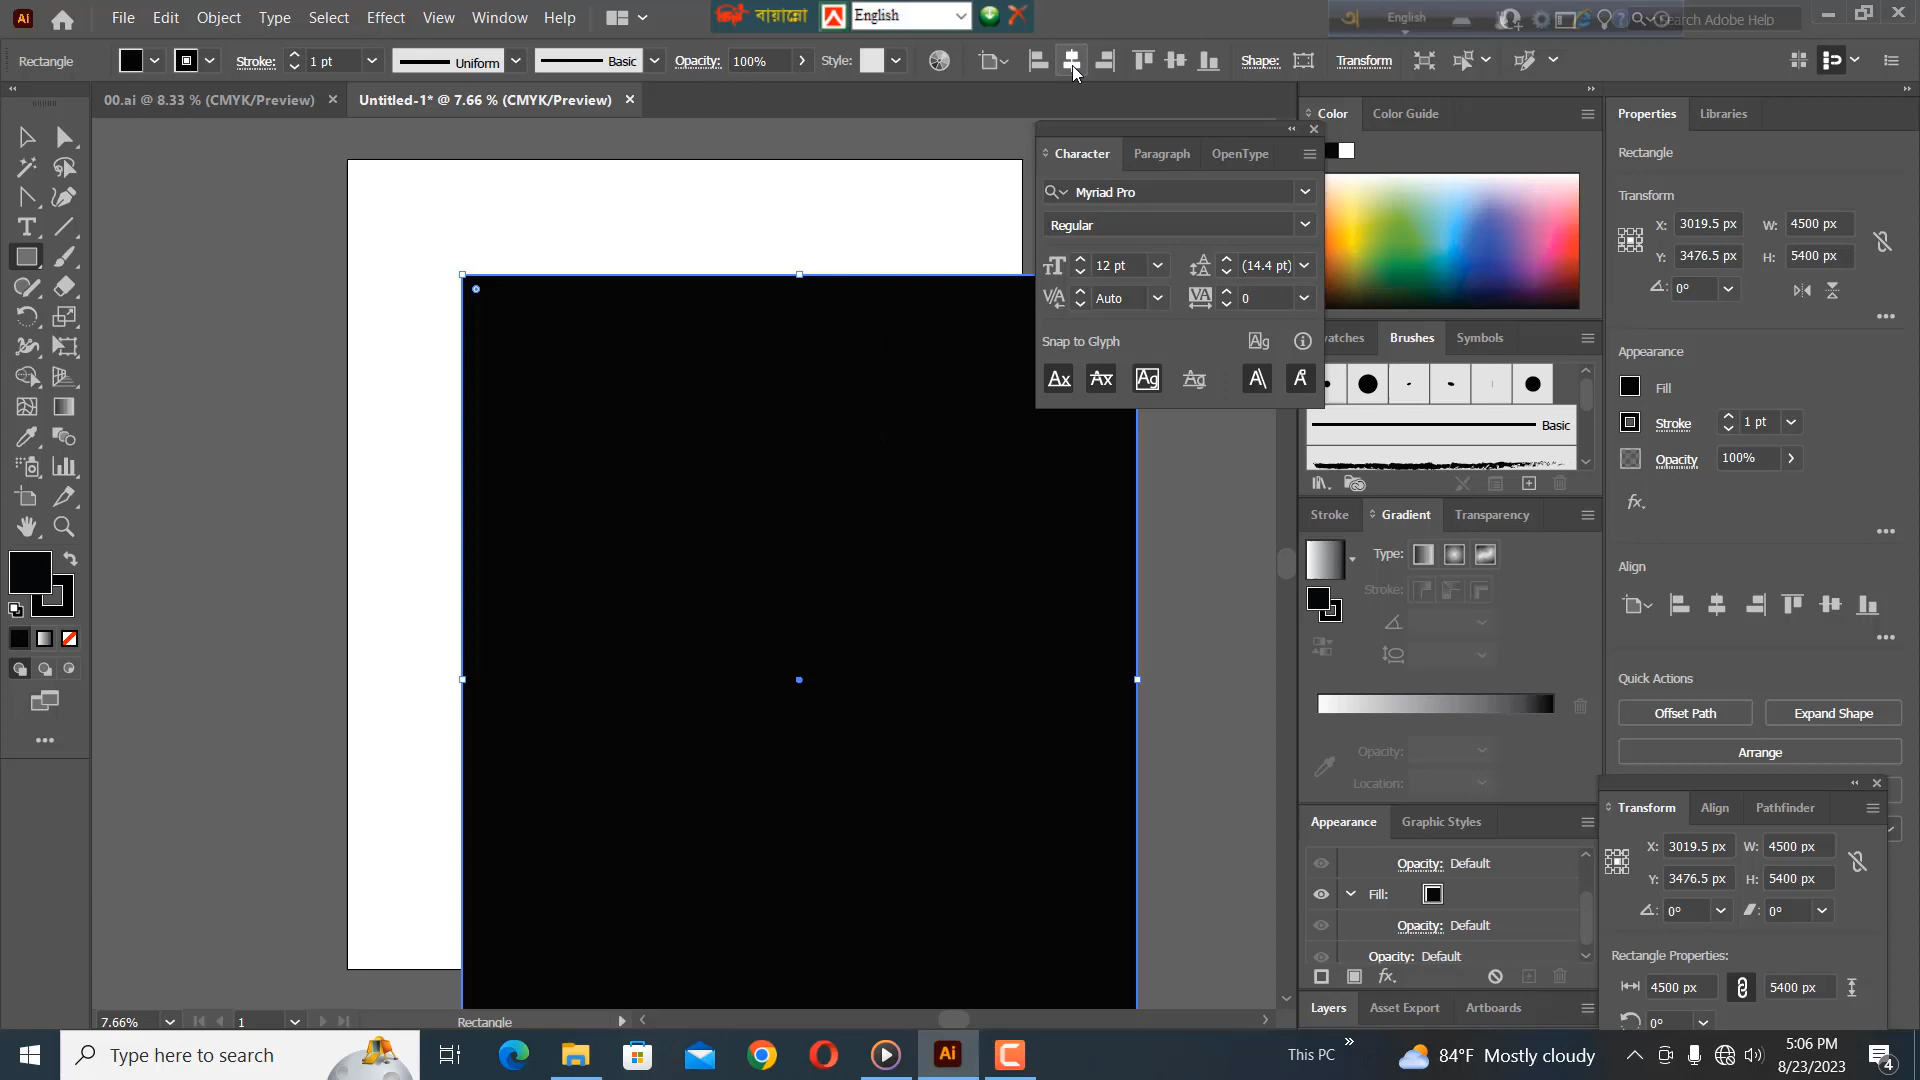 Ai File Edit Object Type Select Effect View Window Help বায়ান্নো English English Search Adobe Help
Rectangle Stroke: 1 pt Uniform Basic Opacity: 100% Style: Shape: Transform
00.ai @ 8.33 % (CMYK/Preview) Untitled-1* @ 7.66 % (CMYK/Preview)
Color Color Guide Properties Libraries
Character Paragraph OpenType
Rectangle
Myriad Pro
Transform
Regular
X: 3019.5 px W: 4500 px
Y: 3476.5 px H: 5400 px
12 pt (14.4 pt)
0°
Auto 0
Snap to Glyph
watches Brushes Symbols
Appearance
Fill
Basic
Stroke 1 pt
Opacity 100%
Stroke Gradient Transparency
Type:
Align
Stroke:
Quick Actions
Offset Path Expand Shape
Opacity:
Arrange
Location:
Appearance Graphic Styles
Transform Align Pathfinder
X: 3019.5 px W: 4500 px
Opacity: Default
Y: 3476.5 px H: 5400 px
Fill:
0° 0°
Opacity: Default
Opacity: Default
Rectangle Properties:
4500 px 5400 px
Layers Asset Export Artboards
0°
7.66% 1 Rectangle
Type here to search Ai This PC 84°F Mostly cloudy 5:06 PM
8/23/2023 4